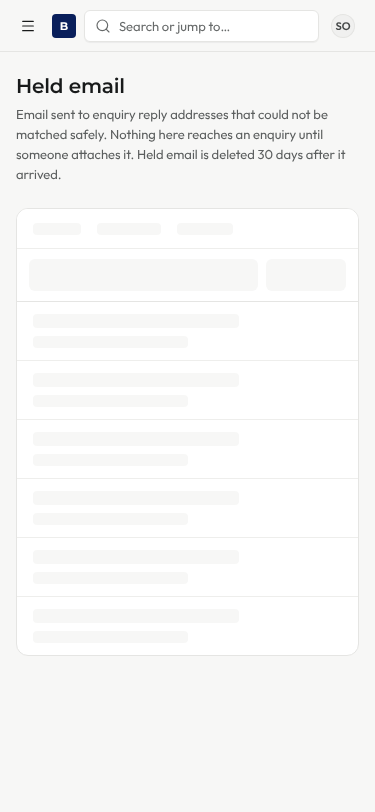 B
Search or jump to...
SO
Held email
Email sent to enquiry reply addresses that could not be
matched safely. Nothing here reaches an enquiry until
someone attaches it. Held email is deleted 30 days after it
arrived.